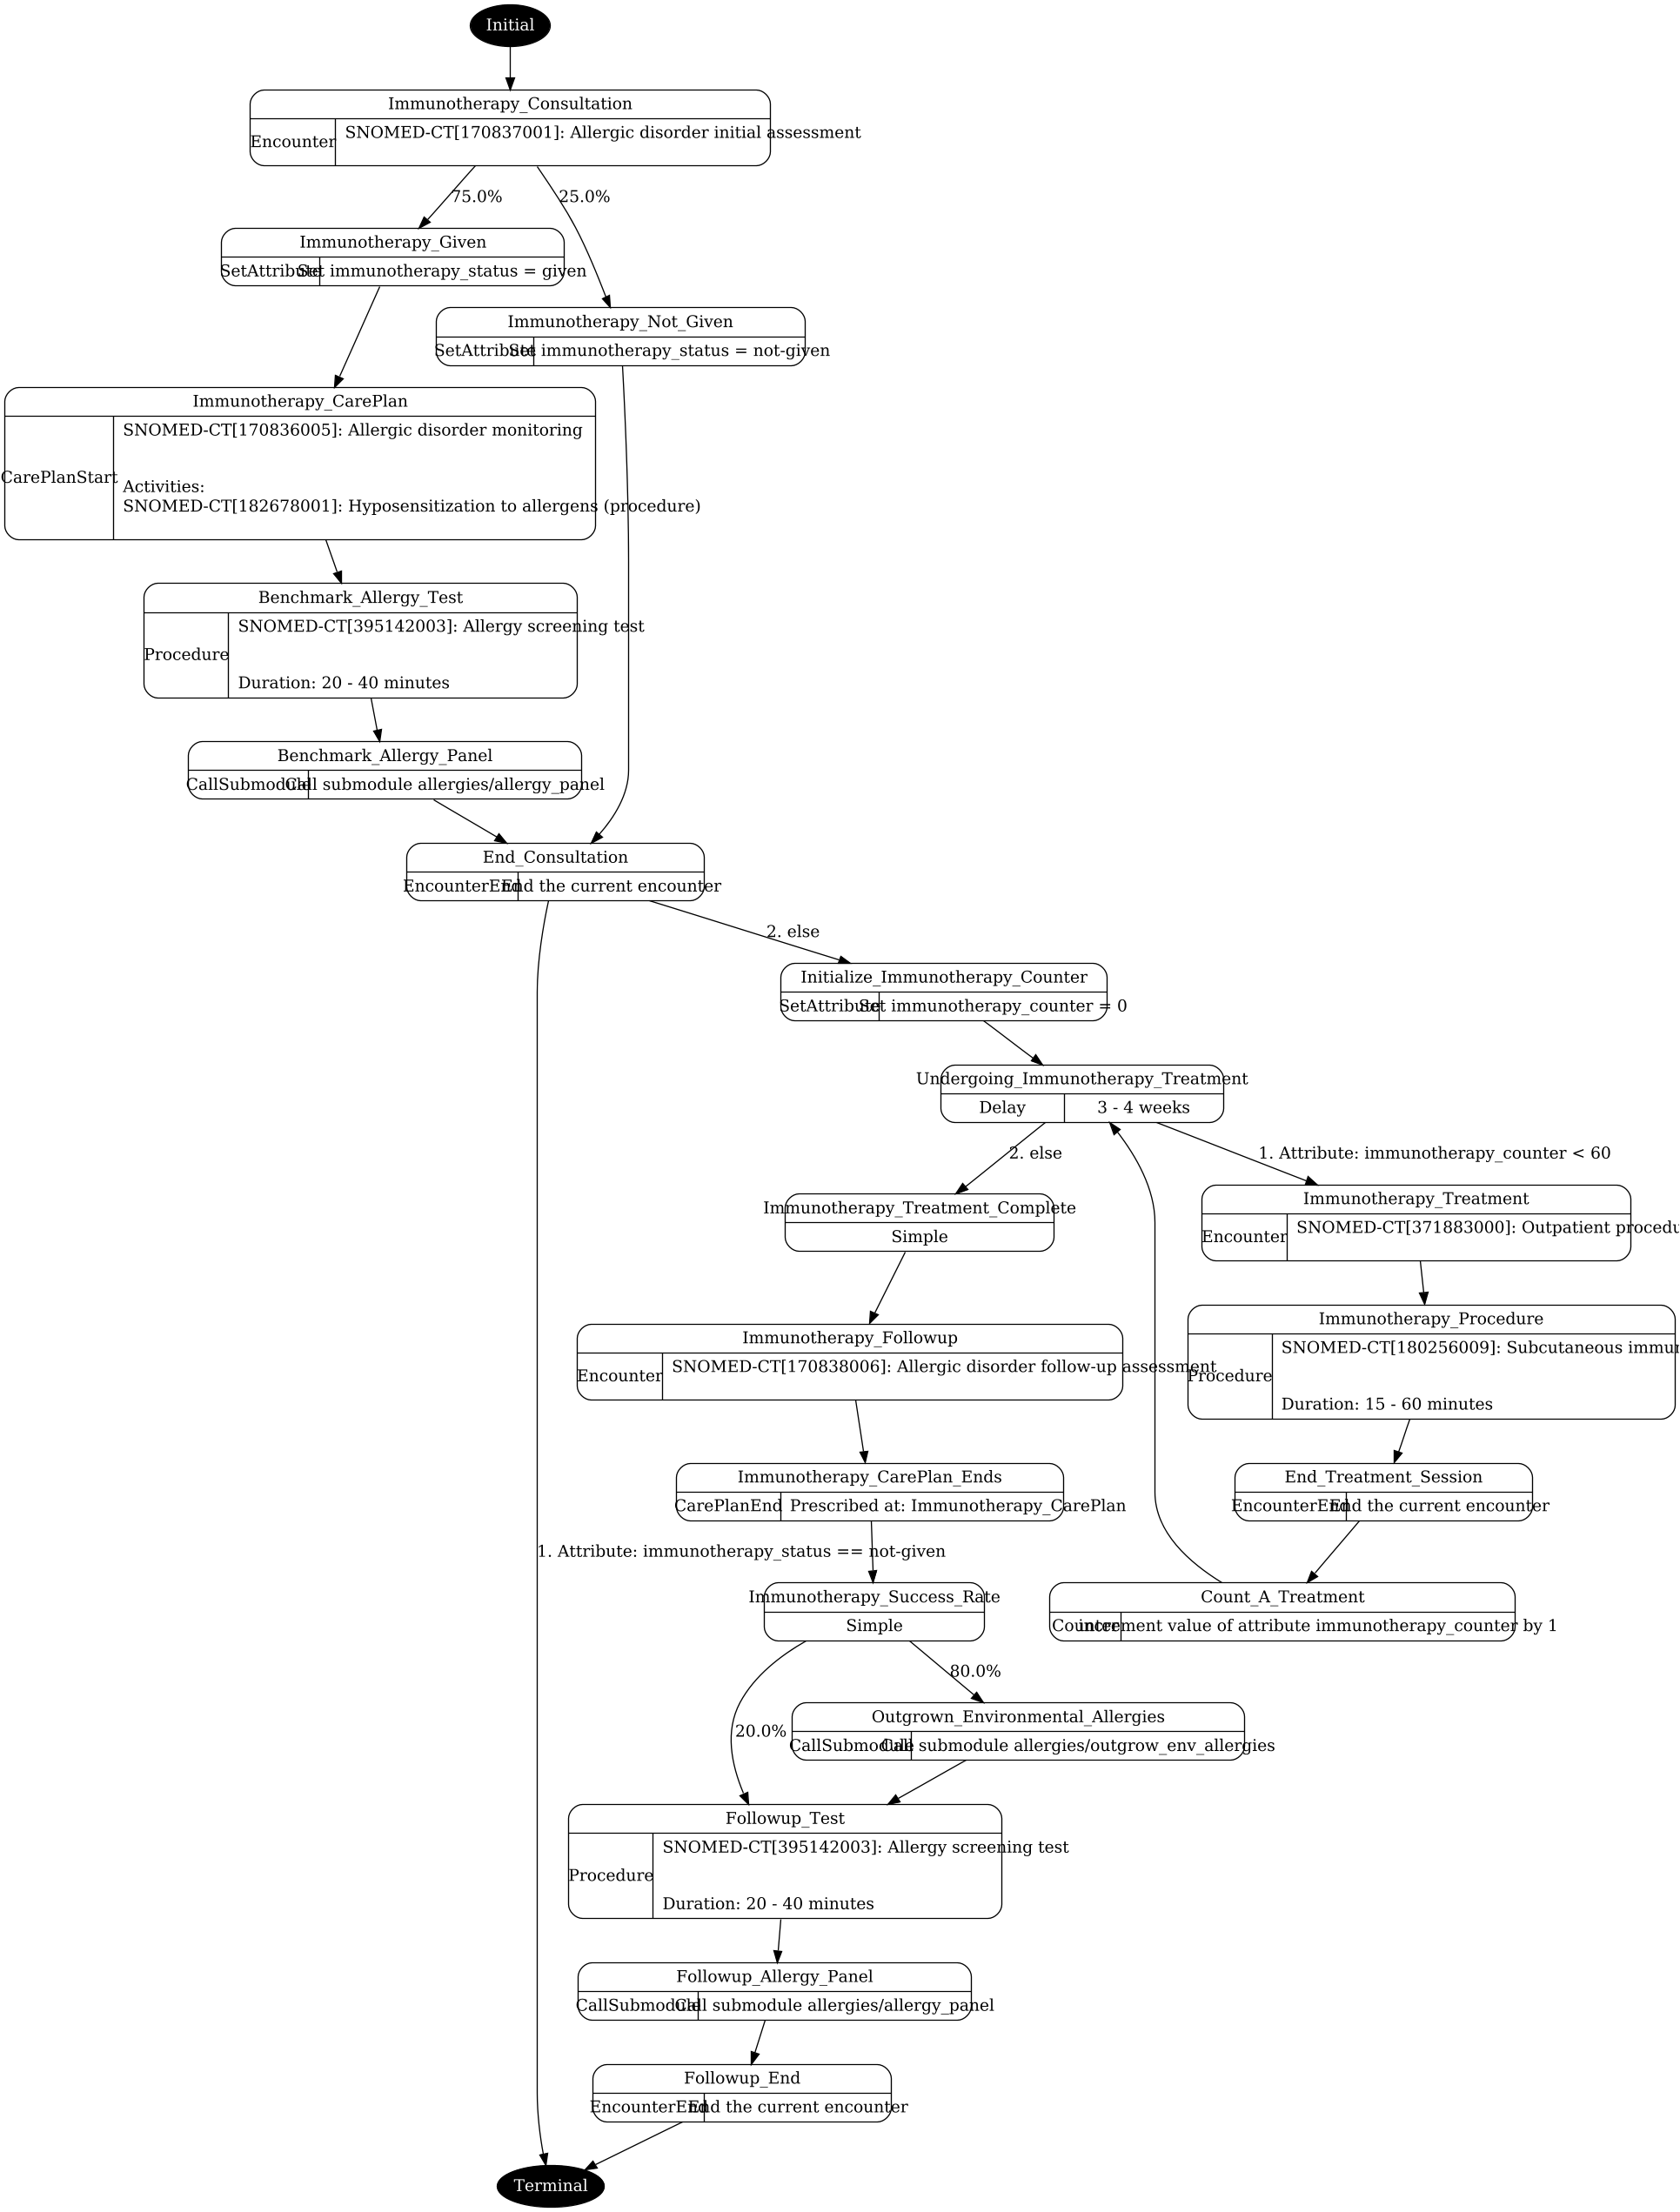 Initial
Immunotherapy_Consultation
Encounter
SNOMED-CT[170837001]: Allergic disorder initial assessment
75.0%
25.0%
Immunotherapy_Given
SetAttribute
Set immunotherapy_status = given
Immunotherapy_Not_Given
SetAttribute
Set immunotherapy_status = not-given
Immunotherapy_CarePlan
CarePlanStart
SNOMED-CT[170836005]: Allergic disorder monitoring
Activities:
SNOMED-CT[182678001]: Hyposensitization to allergens (procedure)
Benchmark_Allergy_Test
Procedure
SNOMED-CT[395142003]: Allergy screening test
Duration: 20 - 40 minutes
Benchmark_Allergy_Panel
CallSubmodule
Call submodule allergies/allergy_panel
End_Consultation
EncounterEnd
End the current encounter
2. else
Initialize_Immunotherapy_Counter
SetAttribute
Set immunotherapy_counter = 0
Undergoing_Immunotherapy_Treatment
Delay
3 - 4 weeks
2. else
1. Attribute: immunotherapy_counter < 60
Immunotherapy_Treatment_Complete
Simple
Immunotherapy_Treatment
Encounter
SNOMED-CT[371883000]: Outpatient
Immunotherapy_Followup
Encounter
SNOMED-CT[170838006]: Allergic disorder follow-up assessment
Immunotherapy_Procedure
Procedure
SNOMED-CT[180256009]: Subcutaneous
Duration: 15 - 60 minutes
Immunotherapy_CarePlan_Ends
CarePlanEnd
Prescribed at: Immunotherapy_CarePlan
End_Treatment_Session
EncounterEnd
End the current encounter
1. Attribute: immunotherapy_status == not-given
Immunotherapy_Success_Rate
Simple
Count_A_Treatment
Counter
increment value of attribute immunotherapy_counter by 1
80.0%
20.0%
Outgrown_Environmental_Allergies
CallSubmodule
Call submodule allergies/outgrow_env_allergies
Followup_Test
Procedure
SNOMED-CT[395142003]: Allergy screening test
Duration: 20 - 40 minutes
Followup_Allergy_Panel
CallSubmodule
Call submodule allergies/allergy_panel
Followup_End
EncounterEnd
End the current encounter
Terminal